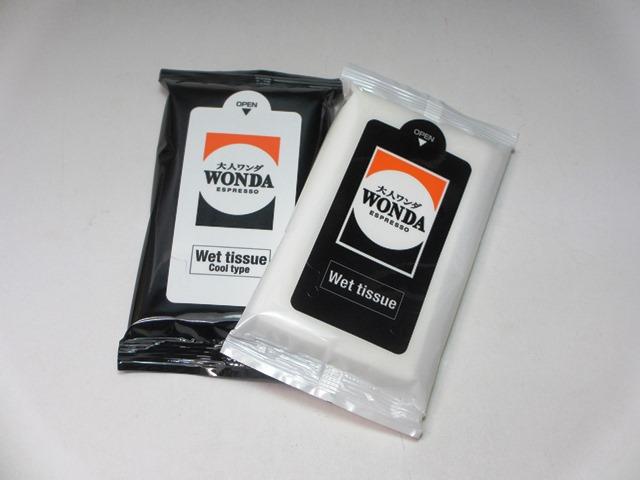 OPEN
大人ワンダ
WONDA
ESPRESSO
Wet tissue
Cool type
OPEN
大人ワンダ
WONDA
ESPRESSO
Wet tissue